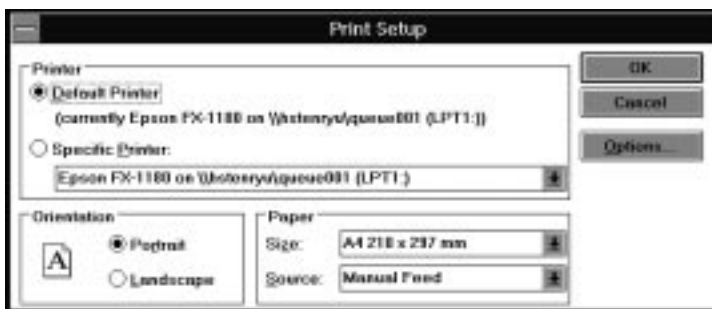 Print Setup
Printer
Default Printer
(currently Epson FX-1180 on \\hstenryu\queue001 (LPT1:))
Specific Printer:
Epson FX-1180 on \\hstenryu\queue001 (LPT1:)
OK
Cancel
Options...
Orientation
A
Portrait
Landscape
Paper
Size: A4 210 x 297 mm
Source: Manual Feed